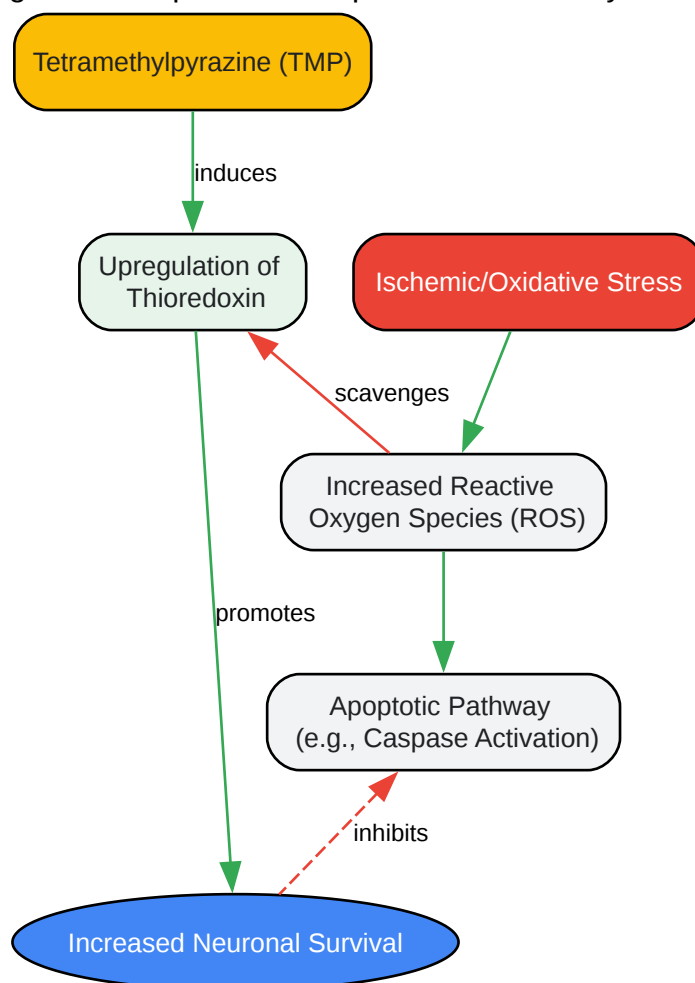 Tetramethylpyrazine (TMP)
induces
Upregulation of
Thioredoxin
Ischemic/Oxidative Stress
scavenges
Increased Reactive
Oxygen Species (ROS)
promotes
Apoptotic Pathway
(e.g., Caspase Activation)
inhibits
Increased Neuronal Survival